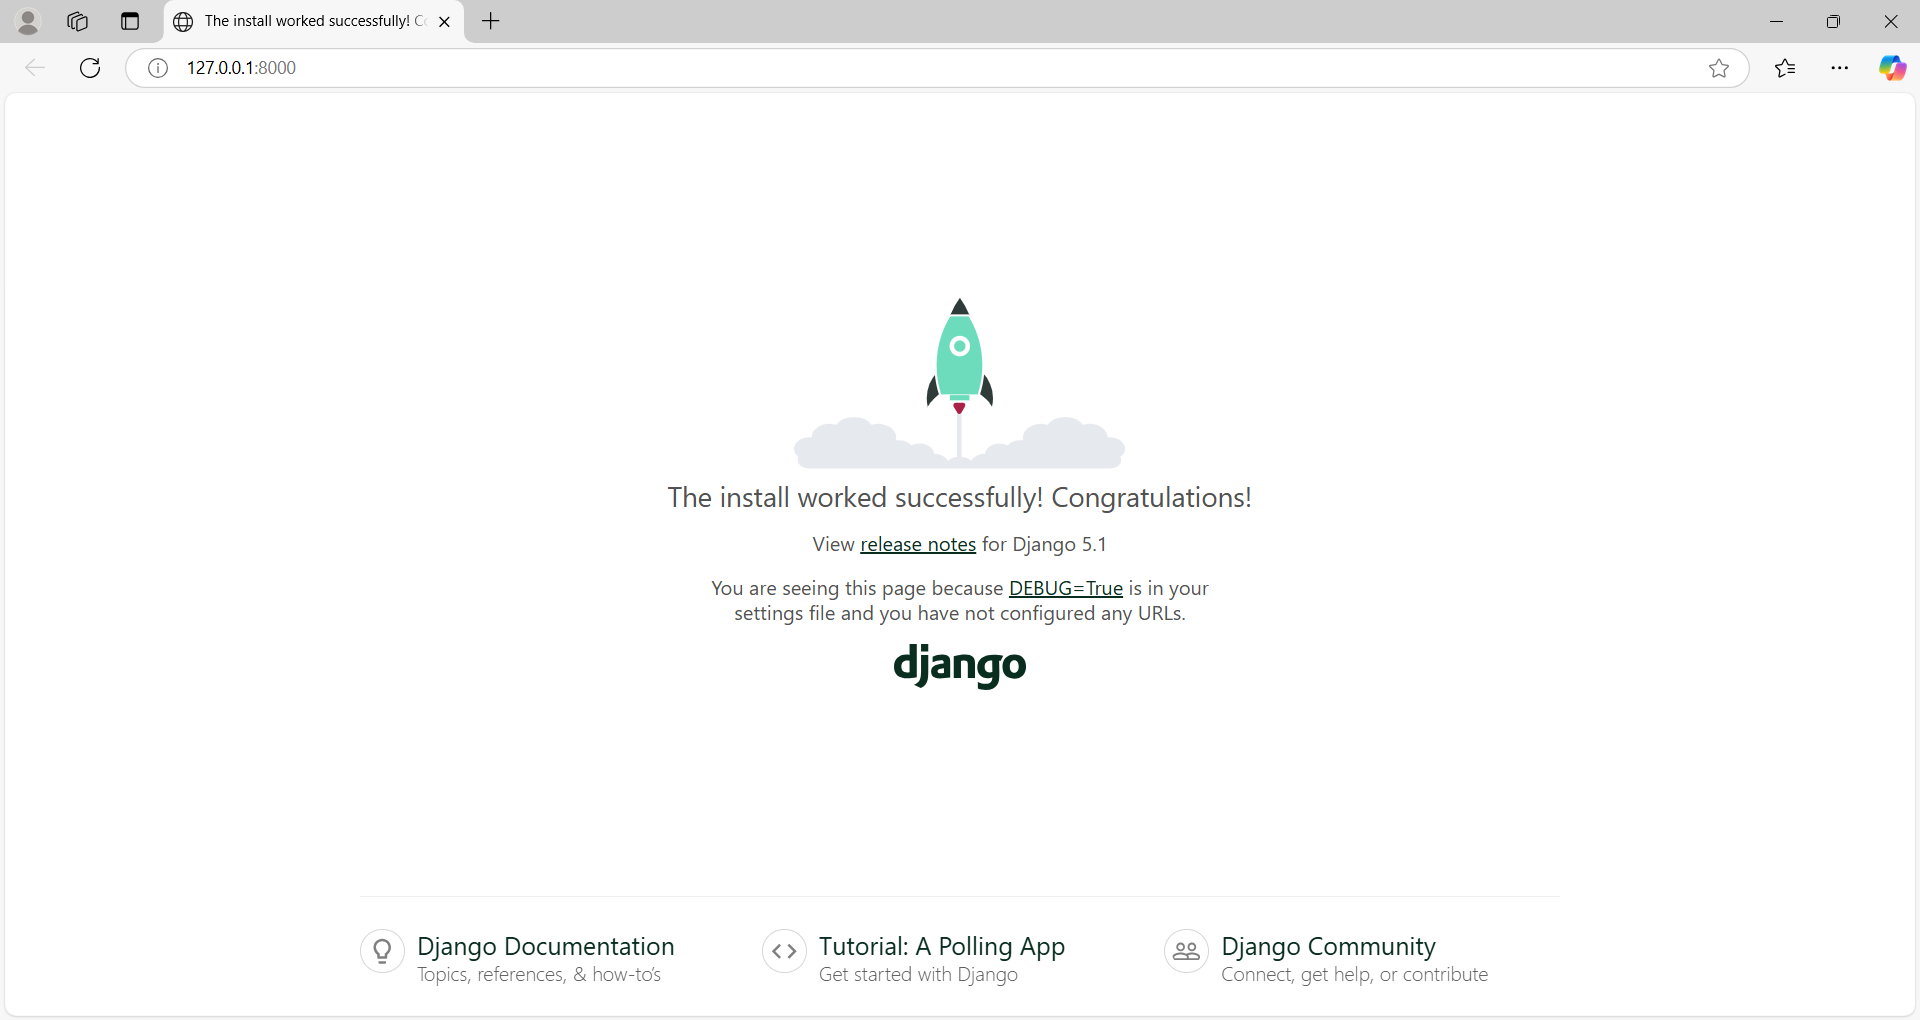 The install worked successfully!
127.0.0.1:8000
The install worked successfully! Congratulations!
View release notes for Django 5.1
You are seeing this page because DEBUG=True is in your
settings file and you have not configured any URLs.
django
Django Documentation
Topics, references, & how-to's
Tutorial: A Polling App
Get started with Django
Django Community
Connect, get help, or contribute